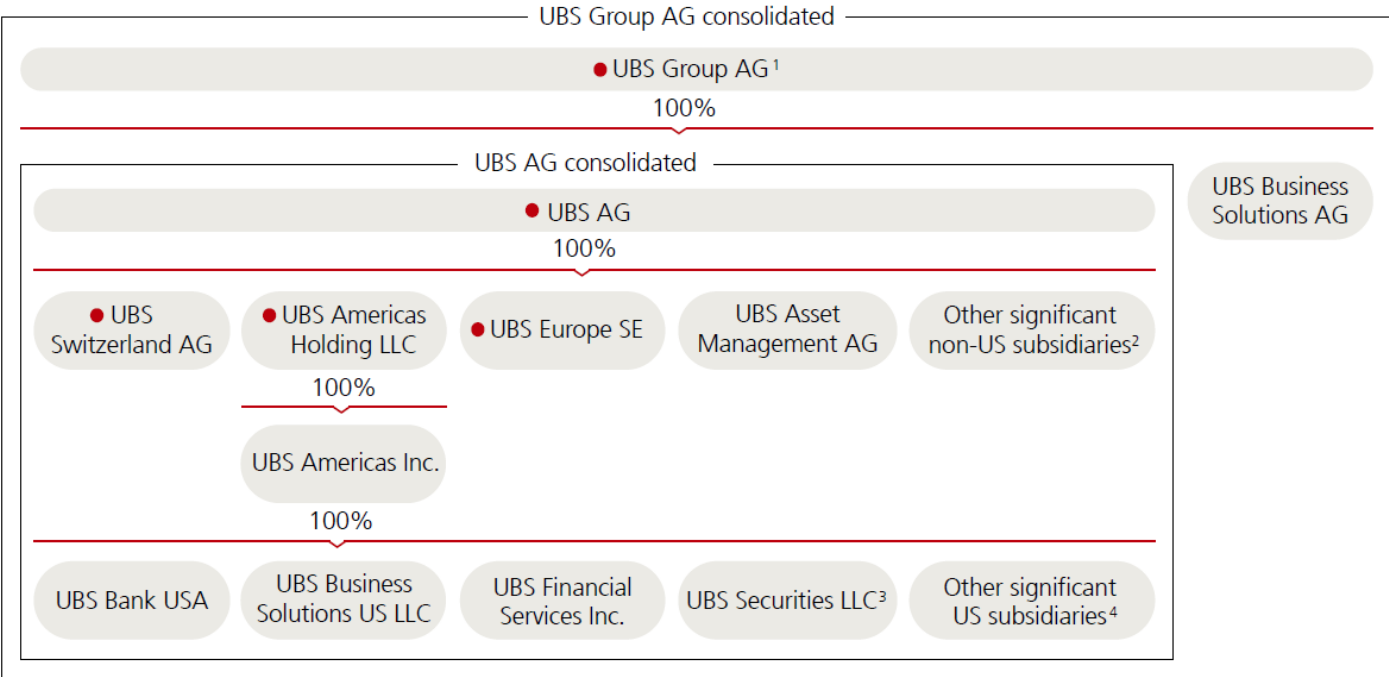 UBS Group AG consolidated
● UBS Group AG¹
100%
UBS AG consolidated
UBS Business
Solutions AG
● UBS AG
100%
● UBS
Switzerland AG
● UBS Americas
Holding LLC
● UBS Europe SE
UBS Asset
Management AG
Other significant
non-US subsidiaries²
100%
UBS Americas Inc.
100%
UBS Bank USA
UBS Business
Solutions US LLC
UBS Financial
Services Inc.
UBS Securities LLC³
Other significant
US subsidiaries⁴